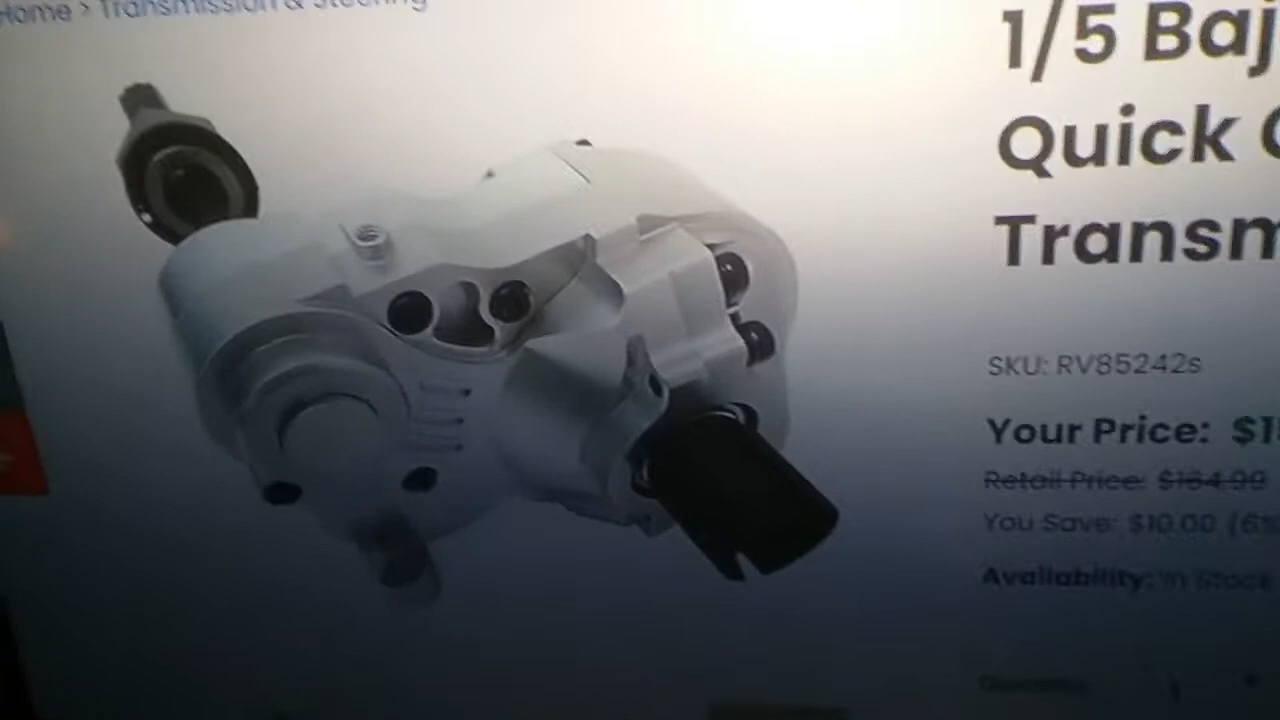 Home > Transmission & Steering
1/5 Baj
Quick
Transm
SKU: RV85242s
Your Price: $1
Retail Price: $164.99
You Save: $10.00 (6%
Availability: In Stock